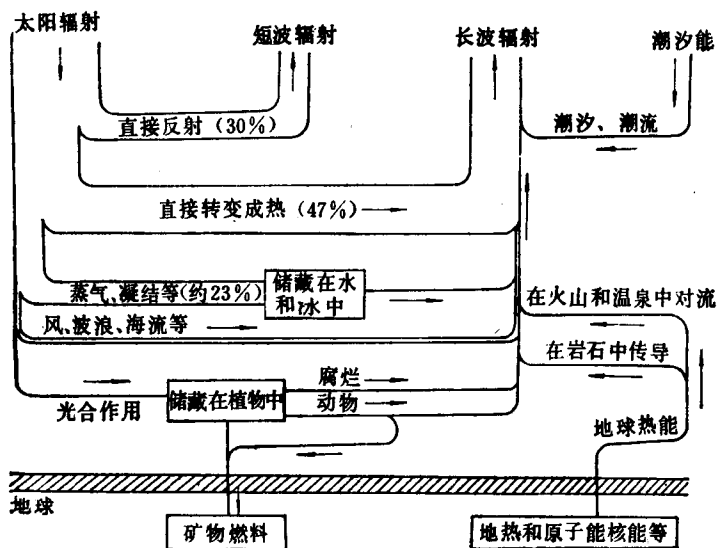 太阳辐射
短波辐射
长波辐射
潮汐能
直接反射（30%）
潮汐、潮流
直接转变成热（47%）
蒸气、凝结等（约23%）
储藏在水
和冰中
在火山和温泉中对流
风、波浪、海流等
在岩石中传导
腐烂
储藏在植物中
动物
光合作用
地球热能
地球
矿物燃料
地热和原子能核能等